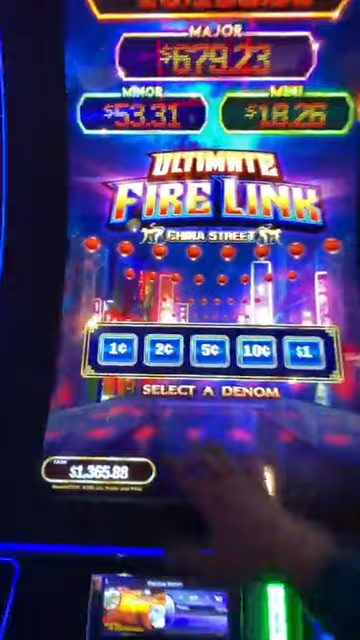 MAJOR
$679.23
MINOR
MINI
$53.31
$18.26
ULTIMATE
FIRE LINK
CHINA STREET
1¢
2¢
5¢
10¢
$1
SELECT A DENOM
CASH
$1,365.88